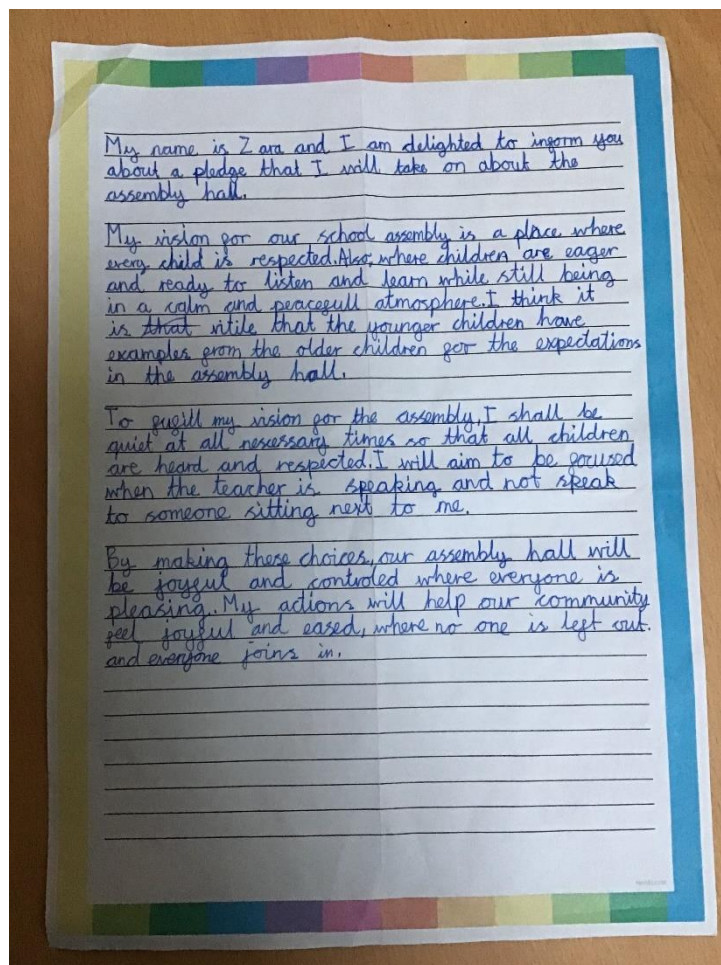 My name is Zara and I am delighted to inform you
about a pledge that I will take on about the
assembly hall.
My vision for our school assembly is a place where
every child is respected. Also, where children are eager
and ready to listen and learn while still being
in a calm and peacefull atmosphere. I think it
is that vitile that the younger children have
examples from the older children for the expectations
in the assembly hall.
To fufill my vision for the assembly, I shall be
quiet at all nescessary times so that all children
are heard and respected. I will aim to be focused
when the teacher is speaking and not speak
to someone sitting next to me.
By making these choices, our assembly hall will
be joyful and controled where everyone is
pleasing. My actions will help our community
feel joyful and eased, where no one is left out.
and everyone joins in.